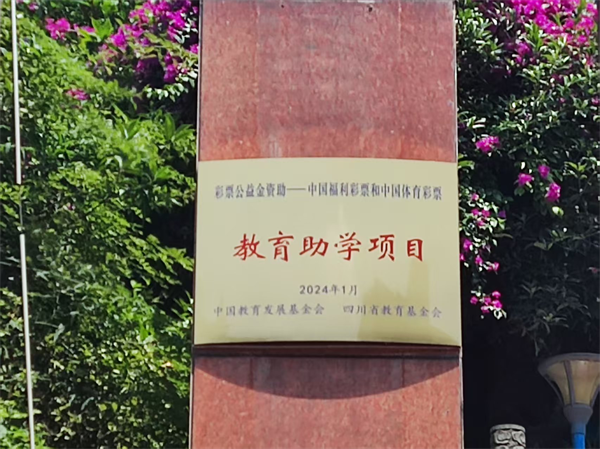 彩票公益金资助——中国福利彩票和中国体育彩票
教育助学项目
2024年1月
中国教育发展基金会 四川省教育基金会